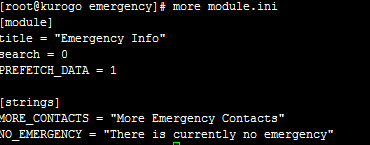 [root@kurogo emergency]# more module.ini
[module]
title = "Emergency Info"
search = 0
PREFETCH_DATA = 1

[strings]
MORE_CONTACTS = "More Emergency Contacts"
NO_EMERGENCY = "There is currently no emergency"